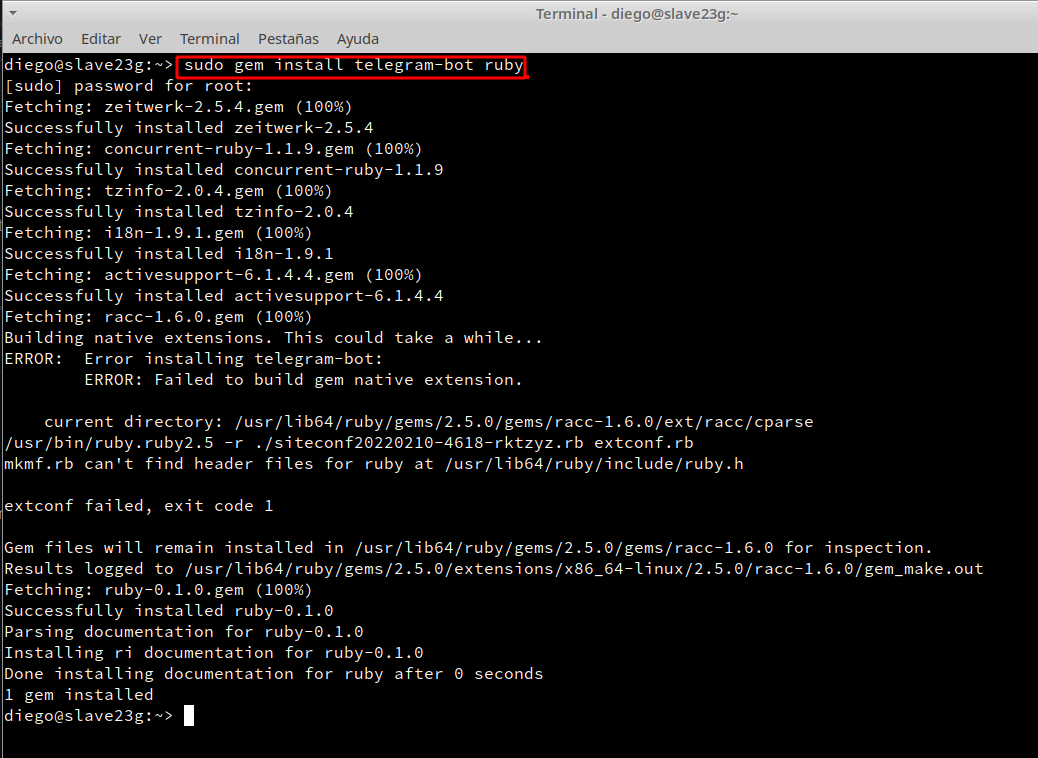 Terminal - diego@slave23g:~
Archivo Editar Ver Terminal Pestañas Ayuda
diego@slave23g:~> sudo gem install telegram-bot ruby
[sudo] password for root:
Fetching: zeitwerk-2.5.4.gem (100%)
Successfully installed zeitwerk-2.5.4
Fetching: concurrent-ruby-1.1.9.gem (100%)
Successfully installed concurrent-ruby-1.1.9
Fetching: tzinfo-2.0.4.gem (100%)
Successfully installed tzinfo-2.0.4
Fetching: i18n-1.9.1.gem (100%)
Successfully installed i18n-1.9.1
Fetching: activesupport-6.1.4.4.gem (100%)
Successfully installed activesupport-6.1.4.4
Fetching: racc-1.6.0.gem (100%)
Building native extensions. This could take a while...
ERROR:  Error installing telegram-bot:
        ERROR: Failed to build gem native extension.
    current directory: /usr/lib64/ruby/gems/2.5.0/gems/racc-1.6.0/ext/racc/cparse
/usr/bin/ruby.ruby2.5 -r ./siteconf20220210-4618-rktzyz.rb extconf.rb
mkmf.rb can't find header files for ruby at /usr/lib64/ruby/include/ruby.h
extconf failed, exit code 1
Gem files will remain installed in /usr/lib64/ruby/gems/2.5.0/gems/racc-1.6.0 for inspection.
Results logged to /usr/lib64/ruby/gems/2.5.0/extensions/x86_64-linux/2.5.0/racc-1.6.0/gem_make.out
Fetching: ruby-0.1.0.gem (100%)
Successfully installed ruby-0.1.0
Parsing documentation for ruby-0.1.0
Installing ri documentation for ruby-0.1.0
Done installing documentation for ruby after 0 seconds
1 gem installed
diego@slave23g:~>